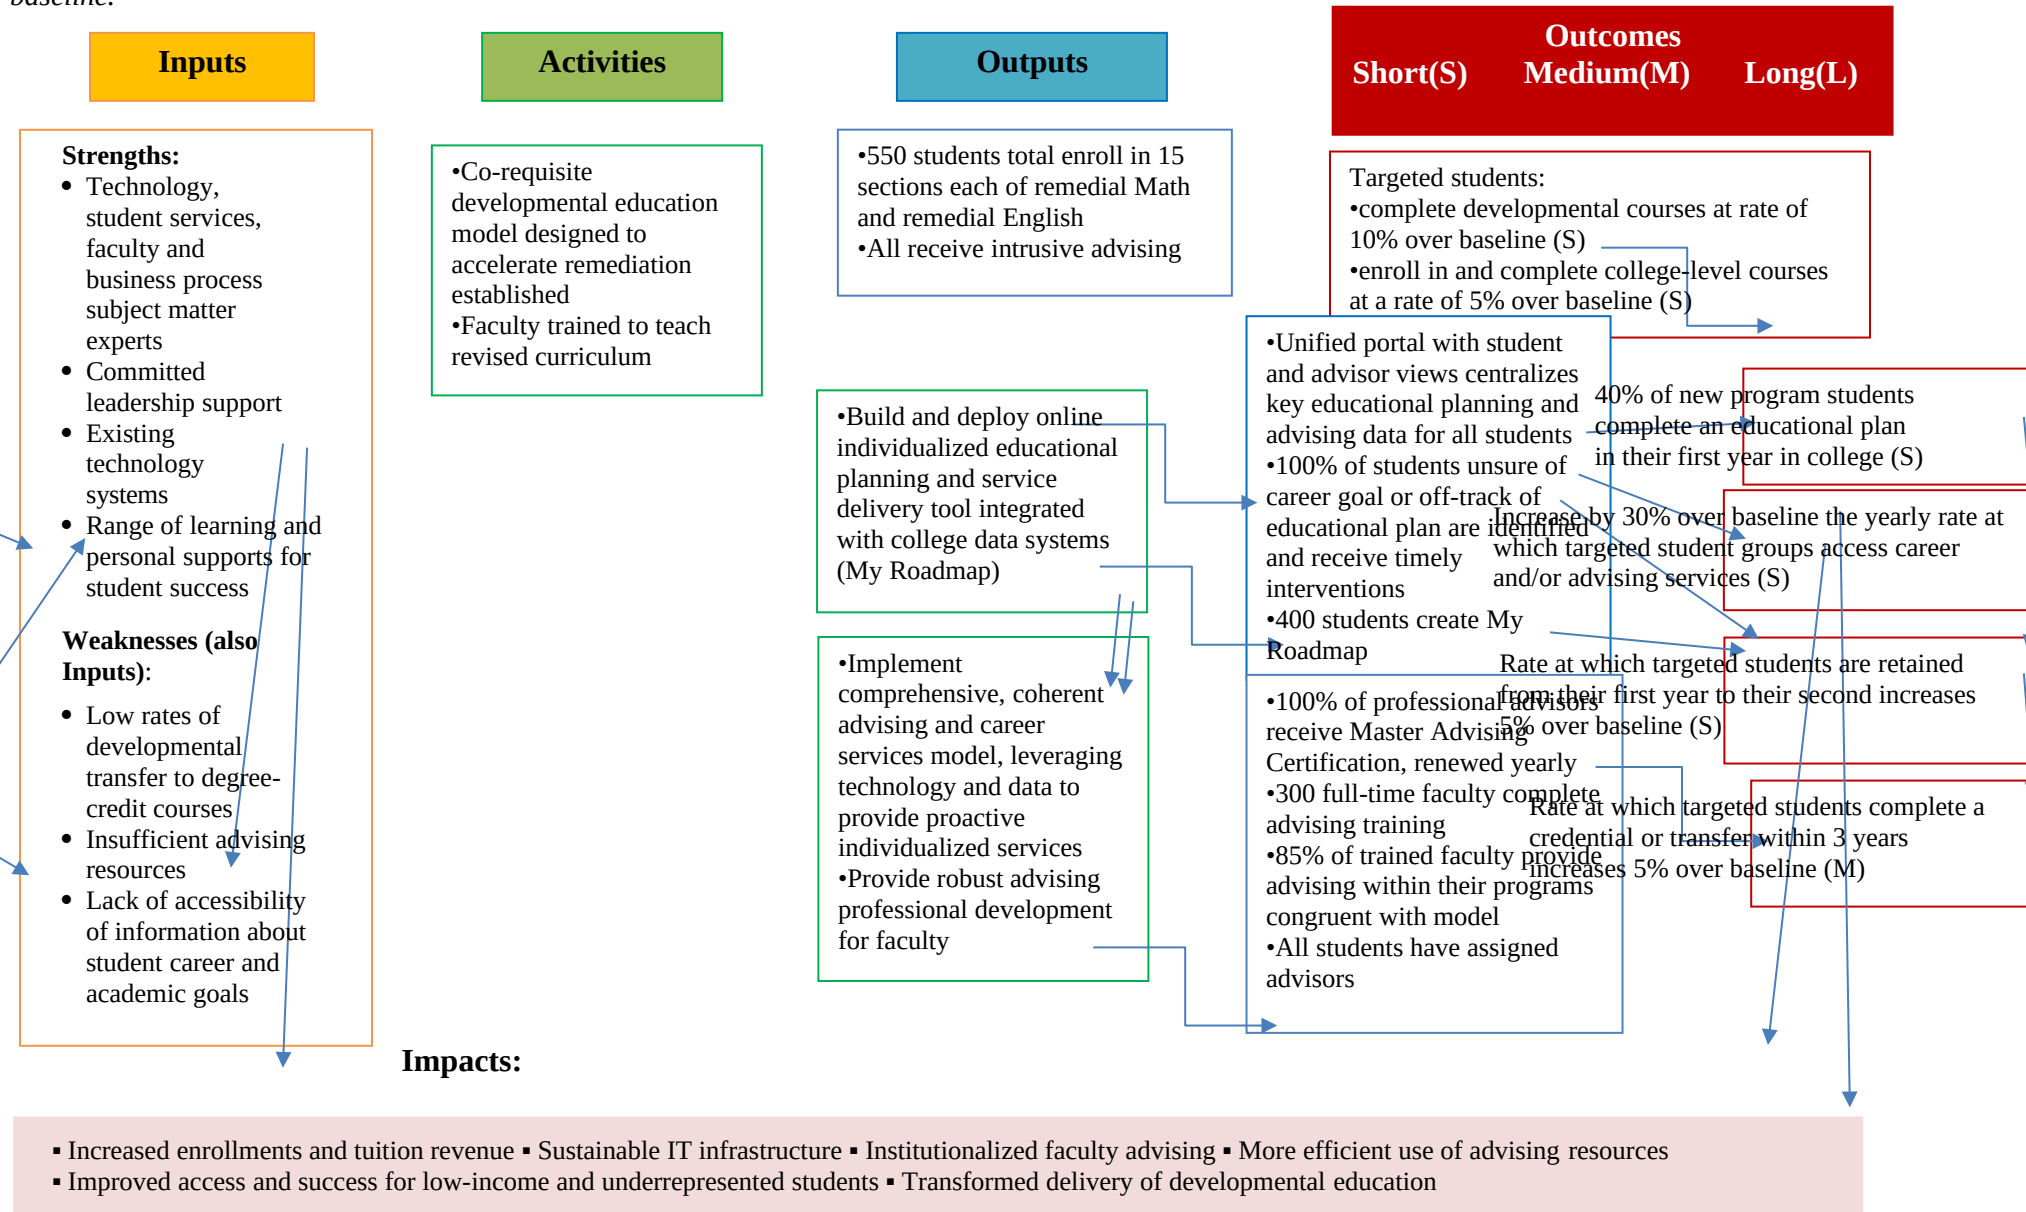 baseline.
Inputs
Activities
Outputs
Outcomes
Short(S) Medium(M) Long(L)
Strengths:
• Technology,
student services,
faculty and
business process
subject matter
experts
• Committed
leadership support
• Existing
technology
systems
• Range of learning and
personal supports for
student success
Weaknesses (also
Inputs):
• Low rates of
developmental
transfer to degree-
credit courses
• Insufficient advising
resources
• Lack of accessibility
of information about
student career and
academic goals
•Co-requisite
developmental education
model designed to
accelerate remediation
established
•Faculty trained to teach
revised curriculum
•550 students total enroll in 15
sections each of remedial Math
and remedial English
•All receive intrusive advising
Targeted students:
•complete developmental courses at rate of
10% over baseline (S)
•enroll in and complete college-level courses
at a rate of 5% over baseline (S)
•Build and deploy online
individualized educational
planning and service
delivery tool integrated
with college data systems
(My Roadmap)
•Unified portal with student
and advisor views centralizes
key educational planning and
advising data for all students
•100% of students unsure of
career goal or off-track of
educational plan are identified
and receive timely
interventions
•400 students create My
Roadmap
40% of new program students
complete an educational plan
in their first year in college (S)
Increase by 30% over baseline the yearly rate at
which targeted student groups access career
and/or advising services (S)
•Implement
comprehensive, coherent
advising and career
services model, leveraging
technology and data to
provide proactive
individualized services
•Provide robust advising
professional development
for faculty
•100% of professional advisors
receive Master Advising
Certification, renewed yearly
•300 full-time faculty complete
advising training
•85% of trained faculty provide
advising within their programs
congruent with model
•All students have assigned
advisors
Rate at which targeted students are retained
from their first year to their second increases
5% over baseline (S)
Rate at which targeted students complete a
credential or transfer within 3 years
increases 5% over baseline (M)
Impacts:
▪ Increased enrollments and tuition revenue ▪ Sustainable IT infrastructure ▪ Institutionalized faculty advising ▪ More efficient use of advising resources
▪ Improved access and success for low-income and underrepresented students ▪ Transformed delivery of developmental education